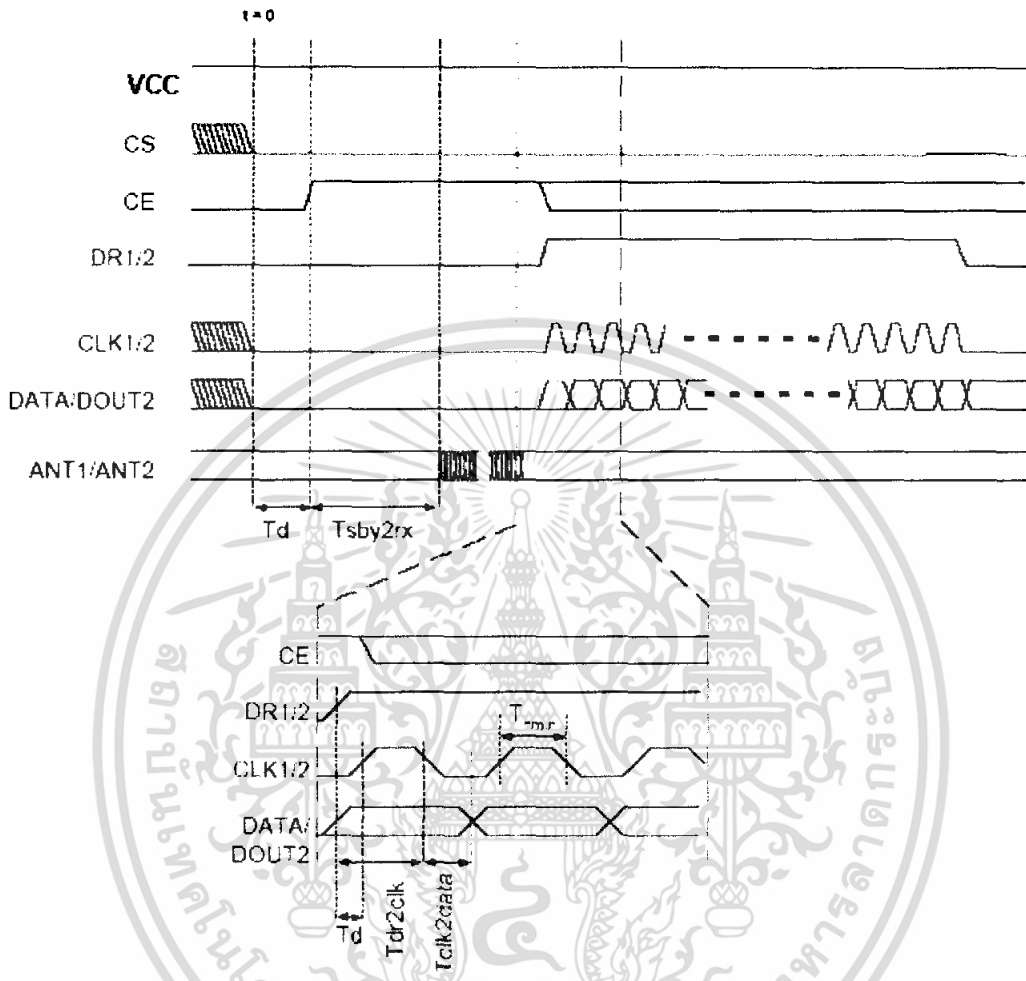 t = 0
VCC
CS
CE
DR1/2
CLK1/2
DATA/DOUT2
ANT1/ANT2
Td
Tsby2rx
CE
DR1/2
CLK1/2
DATA/
DOUT2
Td
Tdr2clk
Tclk2data